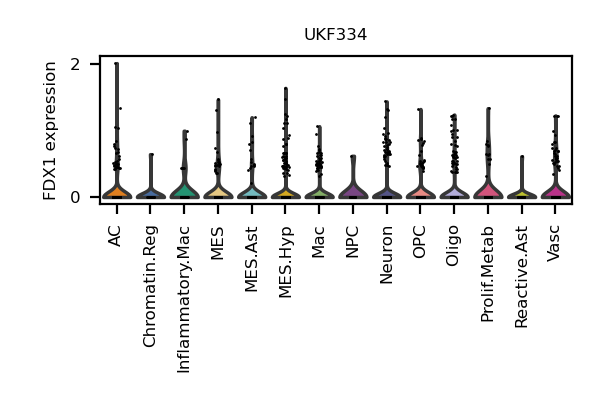 UKF334
FDX1 expression
2
0
AC
Chromatin.Reg
Inflammatory.Mac
MES
MES.Ast
MES.Hyp
Mac
NPC
Neuron
OPC
Oligo
Prolif.Metab
Reactive.Ast
Vasc